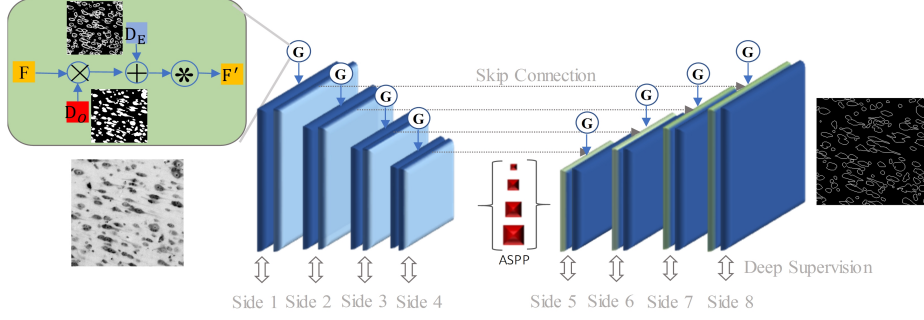 D_E
F
F′
D_O
G
G
G
G
Skip Connection
G
G
G
G
ASPP
Deep Supervision
Side 1
Side 2
Side 3
Side 4
Side 5
Side 6
Side 7
Side 8